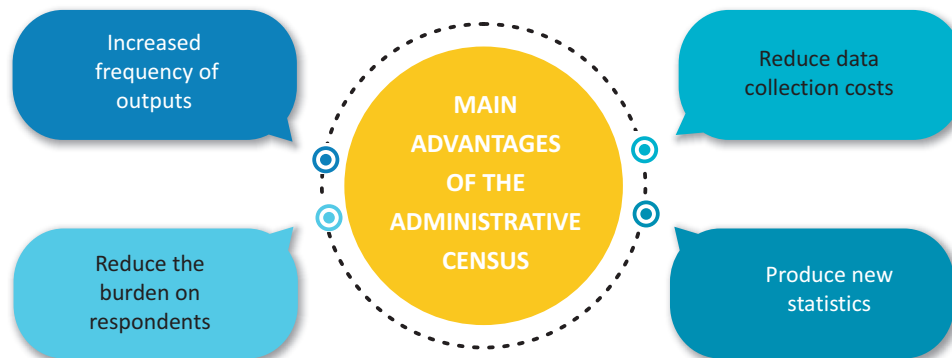 Increased
frequency of
outputs
Reduce data
collection costs
MAIN
ADVANTAGES
OF THE
ADMINISTRATIVE
CENSUS
Reduce the
burden on
respondents
Produce new
statistics